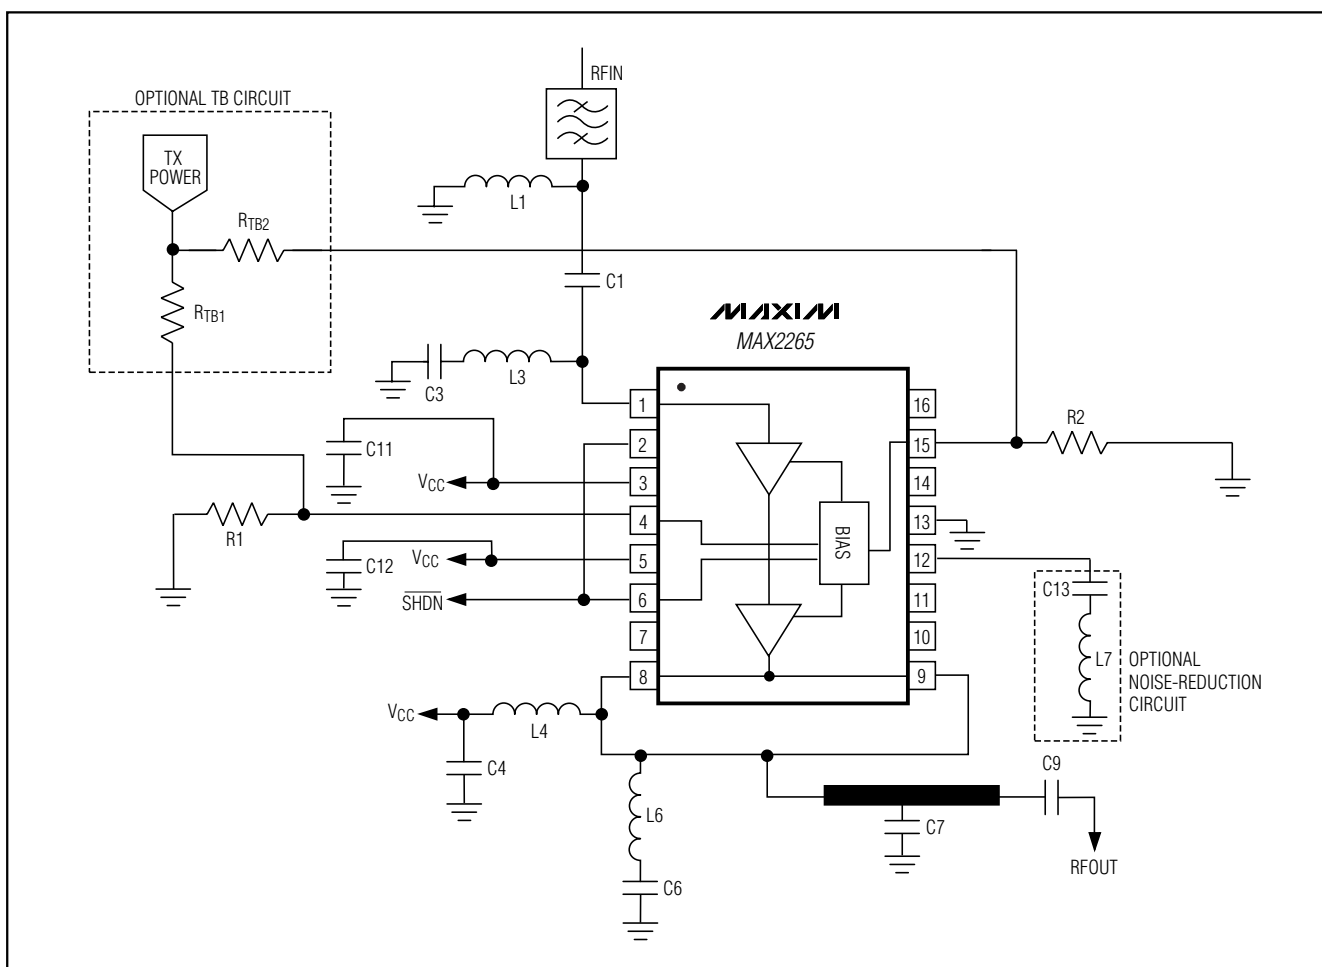 RFIN
OPTIONAL TB CIRCUIT
TX
POWER
L1
RTB2
C1
RTB1
MAXIM
MAX2265
C3
L3
1
16
C11
2
15
R2
VCC
3
14
R1
4
13
BIAS
C12
VCC
5
12
SHDN
6
11
C13
7
10
8
9
L7
OPTIONAL
NOISE-REDUCTION
CIRCUIT
VCC
L4
C4
C9
L6
C7
RFOUT
C6